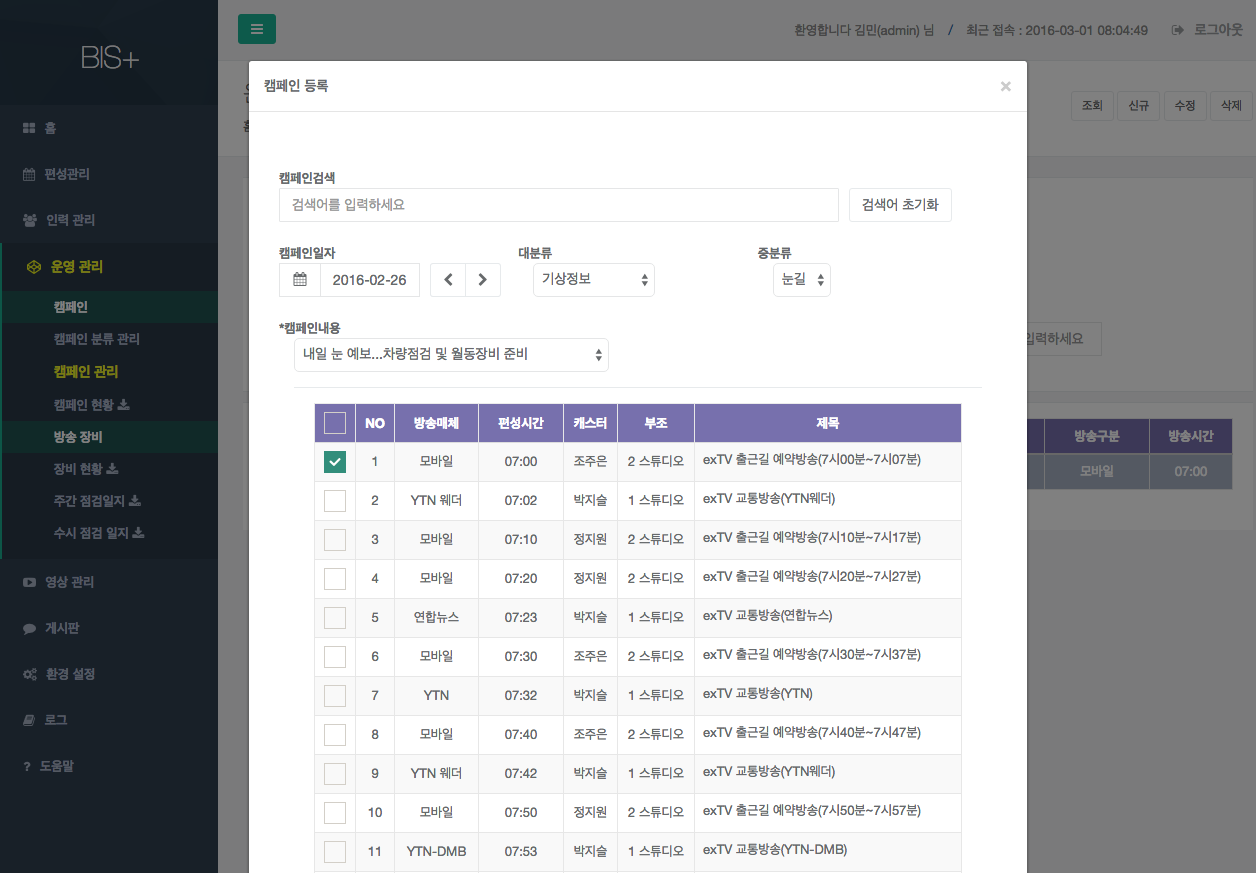 BIS+
환영합니다 김민(admin) 님 / 최근 접속 : 2016-03-01 08:04:49 로그아웃
홈
편성관리
인력 관리
운영 관리
캠페인
캠페인 분류 관리
캠페인 관리
캠페인 현황
방송 장비
장비 현황
주간 점검일지
수시 점검 일지
영상 관리
게시판
환경 설정
로그
? 도움말
조회 신규 수정 삭제
캠페인 등록 ×
캠페인검색
검색어를 입력하세요 검색어 초기화
캠페인일자 대분류 중분류
2016-02-26 기상정보 눈길
*캠페인내용
내일 눈 예보...차량점검 및 월동장비 준비
입력하세요
NO 방송매체 편성시간 캐스터 부조 제목
1 모바일 07:00 조주은 2 스튜디오 exTV 출근길 예약방송(7시00분~7시07분)
2 YTN 웨더 07:02 박지슬 1 스튜디오 exTV 교통방송(YTN웨더)
3 모바일 07:10 정지원 2 스튜디오 exTV 출근길 예약방송(7시10분~7시17분)
4 모바일 07:20 정지원 2 스튜디오 exTV 출근길 예약방송(7시20분~7시27분)
5 연합뉴스 07:23 박지슬 1 스튜디오 exTV 교통방송(연합뉴스)
6 모바일 07:30 조주은 2 스튜디오 exTV 출근길 예약방송(7시30분~7시37분)
7 YTN 07:32 박지슬 1 스튜디오 exTV 교통방송(YTN)
8 모바일 07:40 조주은 2 스튜디오 exTV 출근길 예약방송(7시40분~7시47분)
9 YTN 웨더 07:42 박지슬 1 스튜디오 exTV 교통방송(YTN웨더)
10 모바일 07:50 정지원 2 스튜디오 exTV 출근길 예약방송(7시50분~7시57분)
11 YTN-DMB 07:53 박지슬 1 스튜디오 exTV 교통방송(YTN-DMB)
방송구분 방송시간
모바일 07:00